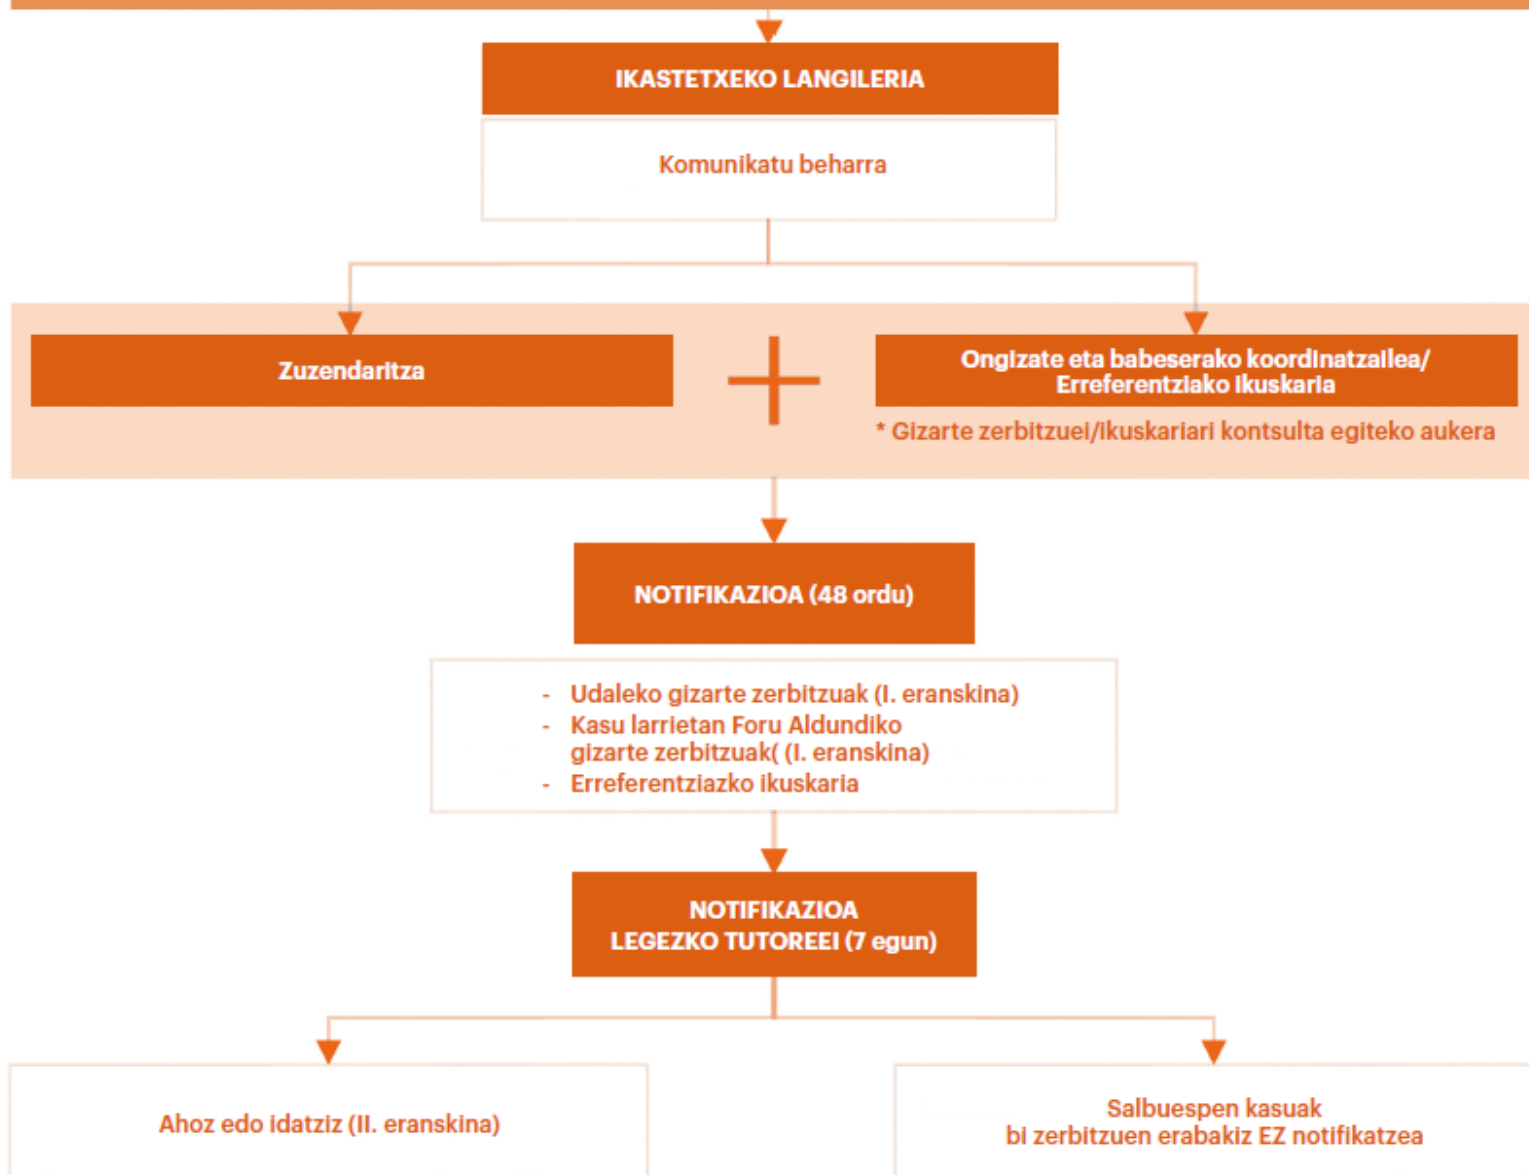 IKASTETXEKO LANGILERIA
Komunikatu beharra
Zuzendaritza
Ongizate eta babeserako koordinatzailea/
Erreferentziako ikuskaria
* Gizarte zerbitzuei/ikuskariari kontsulta egiteko aukera
NOTIFIKAZIOA (48 ordu)
- Udaleko gizarte zerbitzuak (I. eranskina)
- Kasu larrietan Foru Aldundiko
gizarte zerbitzuak( (I. eranskina)
- Erreferentziazko ikuskaria
NOTIFIKAZIOA
LEGEZKO TUTOREEI (7 egun)
Ahoz edo idatziz (II. eranskina)
Salbuespen kasuak
bi zerbitzuen erabakiz EZ notifikatzea